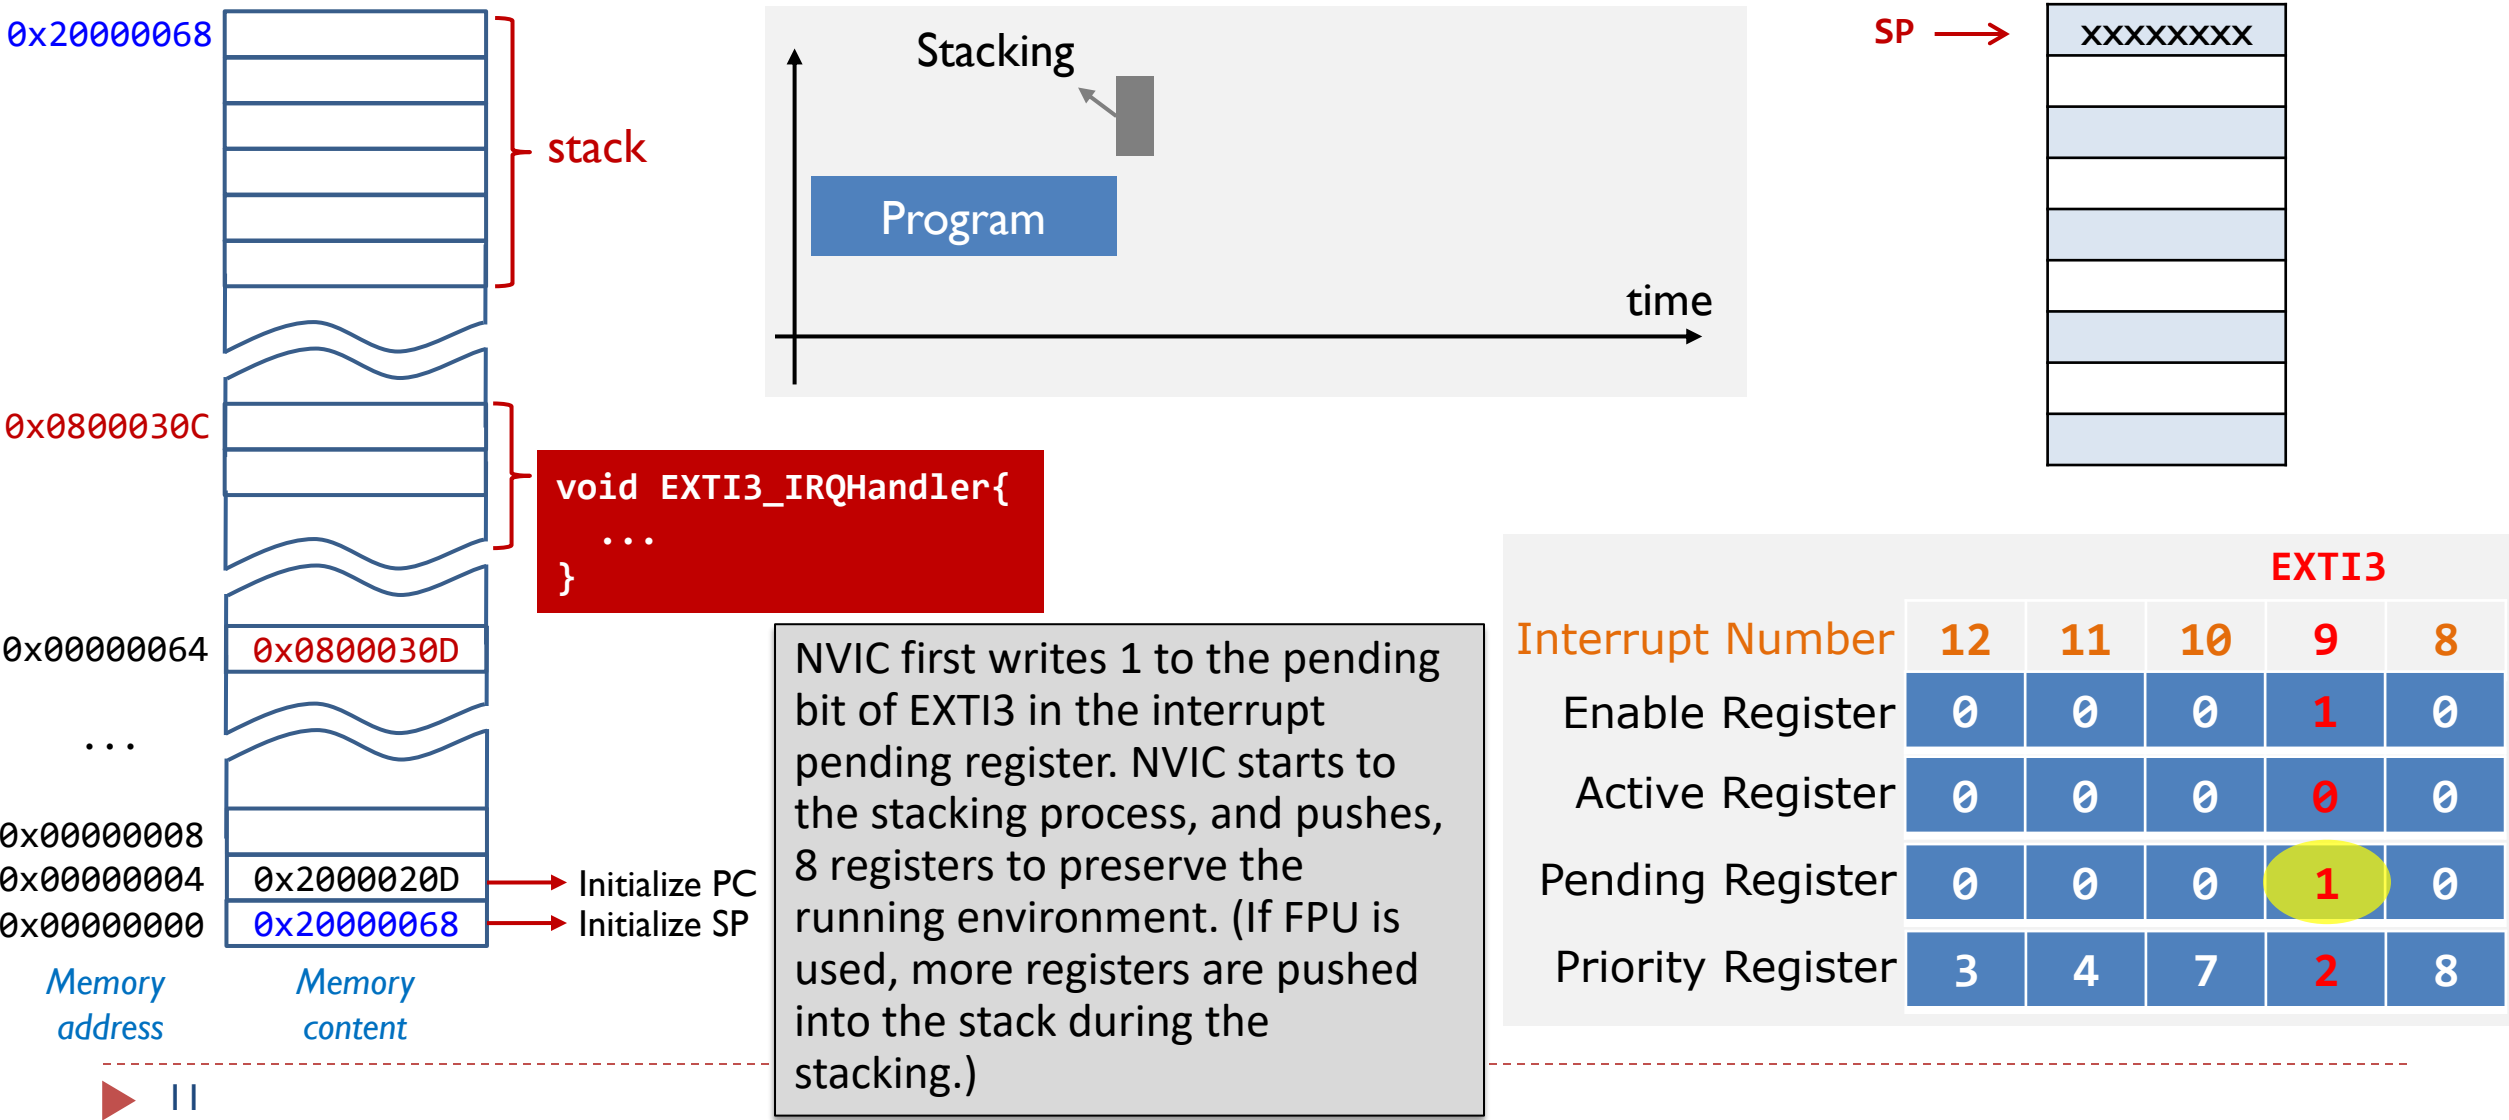 0x20000068
stack
0x0800030C
void EXTI3_IRQHandler{
...
}
0x00000064
0x0800030D
...
0x00000008
0x00000004
0x2000020D
Initialize PC
0x00000000
0x20000068
Initialize SP
Memory
address
Memory
content
Stacking
Program
time
SP
xxxxxxxx
NVIC first writes 1 to the pending
bit of EXTI3 in the interrupt
pending register. NVIC starts to
the stacking process, and pushes,
8 registers to preserve the
running environment. (If FPU is
used, more registers are pushed
into the stack during the
stacking.)
EXTI3
Interrupt Number 12 11 10 9 8
Enable Register 0 0 0 1 0
Active Register 0 0 0 0 0
Pending Register 0 0 0 1 0
Priority Register 3 4 7 2 8
11